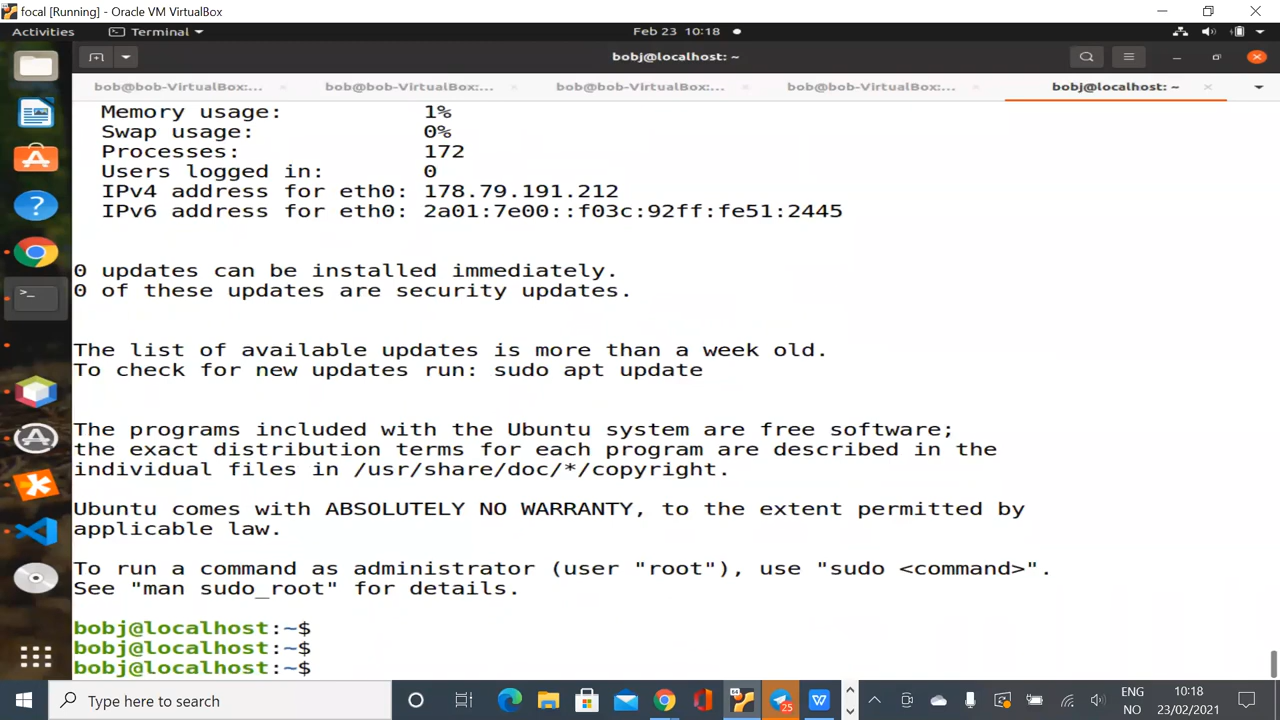 focal [Running] - Oracle VM VirtualBox
Activities Terminal Feb 23 10:18
bobj@localhost: ~
bob@bob-VirtualBox:... bob@bob-VirtualBox:... bob@bob-VirtualBox:... bob@bob-VirtualBox:... bobj@localhost: ~
Memory usage: 1%
Swap usage: 0%
Processes: 172
Users logged in: 0
IPv4 address for eth0: 178.79.191.212
IPv6 address for eth0: 2a01:7e00::f03c:92ff:fe51:2445
0 updates can be installed immediately.
0 of these updates are security updates.
The list of available updates is more than a week old.
To check for new updates run: sudo apt update
The programs included with the Ubuntu system are free software;
the exact distribution terms for each program are described in the
individual files in /usr/share/doc/*/copyright.
Ubuntu comes with ABSOLUTELY NO WARRANTY, to the extent permitted by
applicable law.
To run a command as administrator (user "root"), use "sudo <command>".
See "man sudo_root" for details.
bobj@localhost:~$
bobj@localhost:~$
bobj@localhost:~$
Type here to search 64 25 W ENG 10:18
NO 23/02/2021